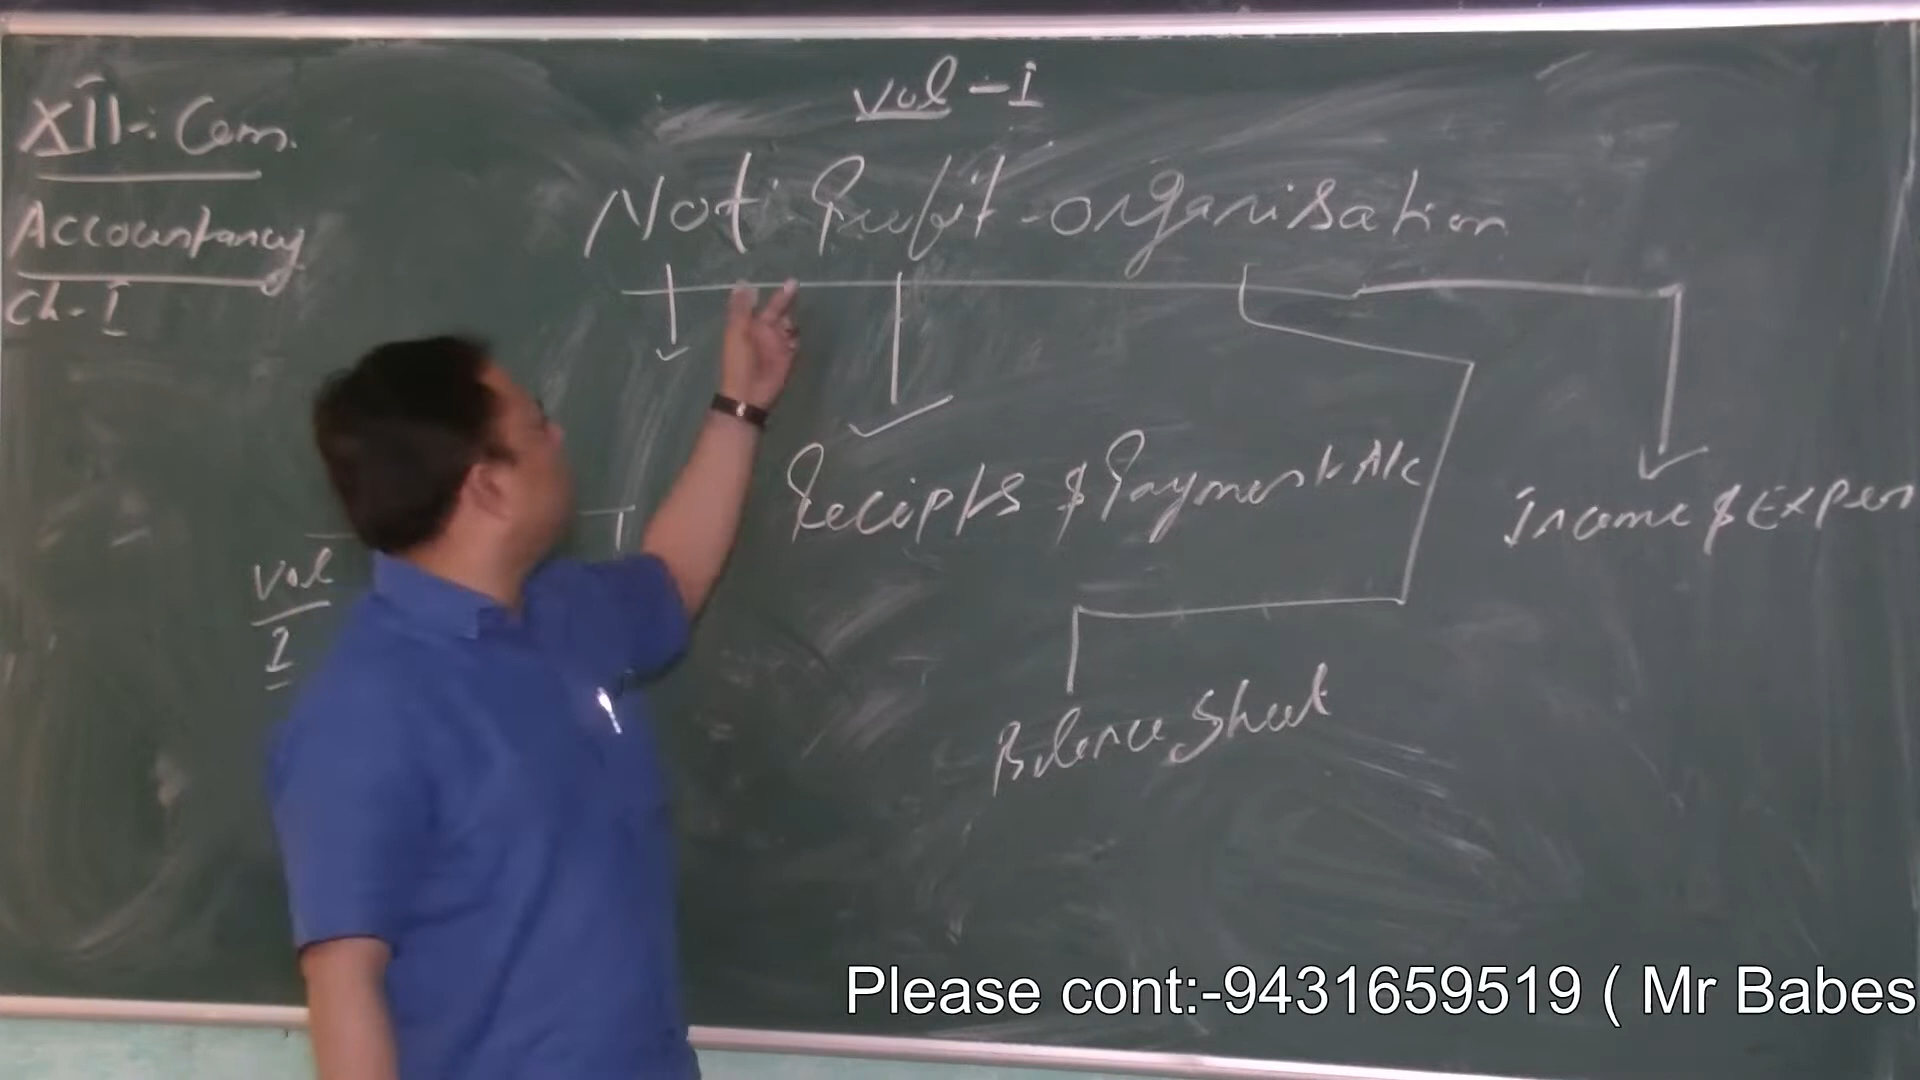 Vol-I
XII-: Com.
Accountancy
Ch-I
Not-Profit-organisation
Receipts & Payment A/c
Income & Expen
Vol
I
Balance Sheet
Please cont:-9431659519 ( Mr Babes